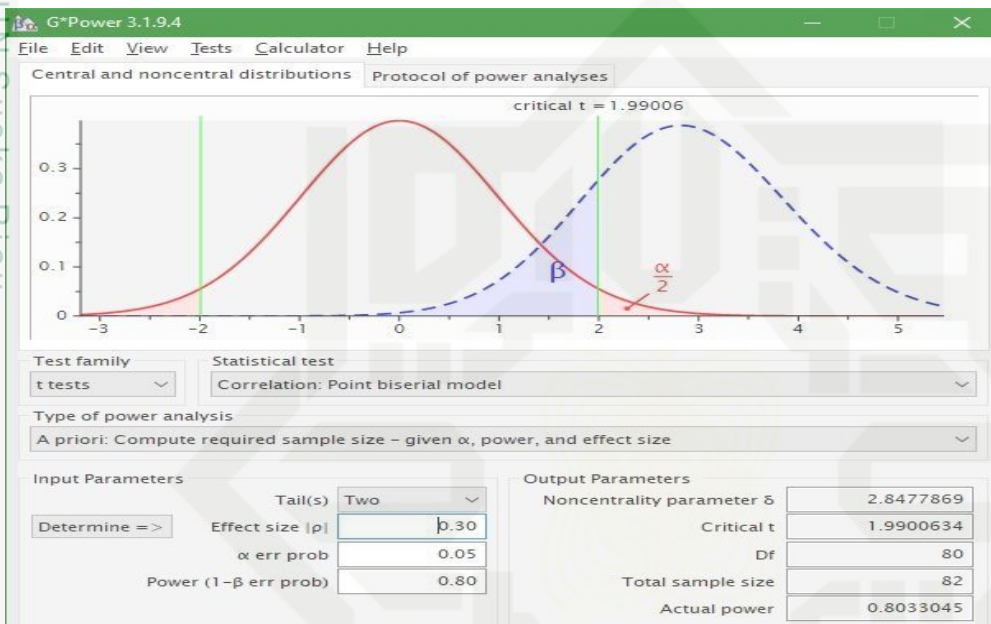 G*Power 3.1.9.4
File Edit View Tests Calculator Help
Central and noncentral distributions Protocol of power analyses
critical t = 1.99006
0.3
0.2
0.1
0
β
α
2
-3 -2 -1 0 1 2 3 4 5
Test family Statistical test
t tests Correlation: Point biserial model
Type of power analysis
A priori: Compute required sample size – given α, power, and effect size
Input Parameters Output Parameters
Tail(s) Two Noncentrality parameter δ 2.8477869
Determine => Effect size |ρ| 0.30 Critical t 1.9900634
α err prob 0.05 Df 80
Power (1-β err prob) 0.80 Total sample size 82
Actual power 0.8033045